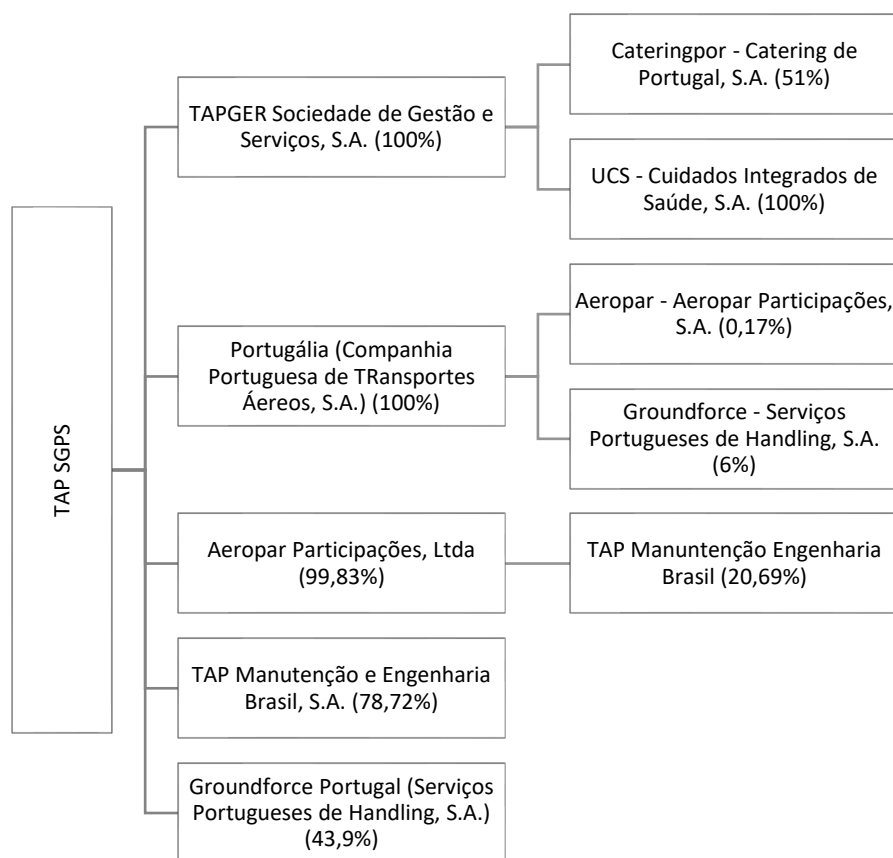 TAP SGPS
TAPGER Sociedade de Gestão e
Serviços, S.A. (100%)
Cateringpor - Catering de
Portugal, S.A. (51%)
UCS - Cuidados Integrados de
Saúde, S.A. (100%)
Portugália (Companhia
Portuguesa de TRansportes
Áereos, S.A.) (100%)
Aeropar - Aeropar Participações,
S.A. (0,17%)
Groundforce - Serviços
Portugueses de Handling, S.A.
(6%)
Aeropar Participações, Ltda
(99,83%)
TAP Manuntenção Engenharia
Brasil (20,69%)
TAP Manutenção e Engenharia
Brasil, S.A. (78,72%)
Groundforce Portugal (Serviços
Portugueses de Handling, S.A.)
(43,9%)